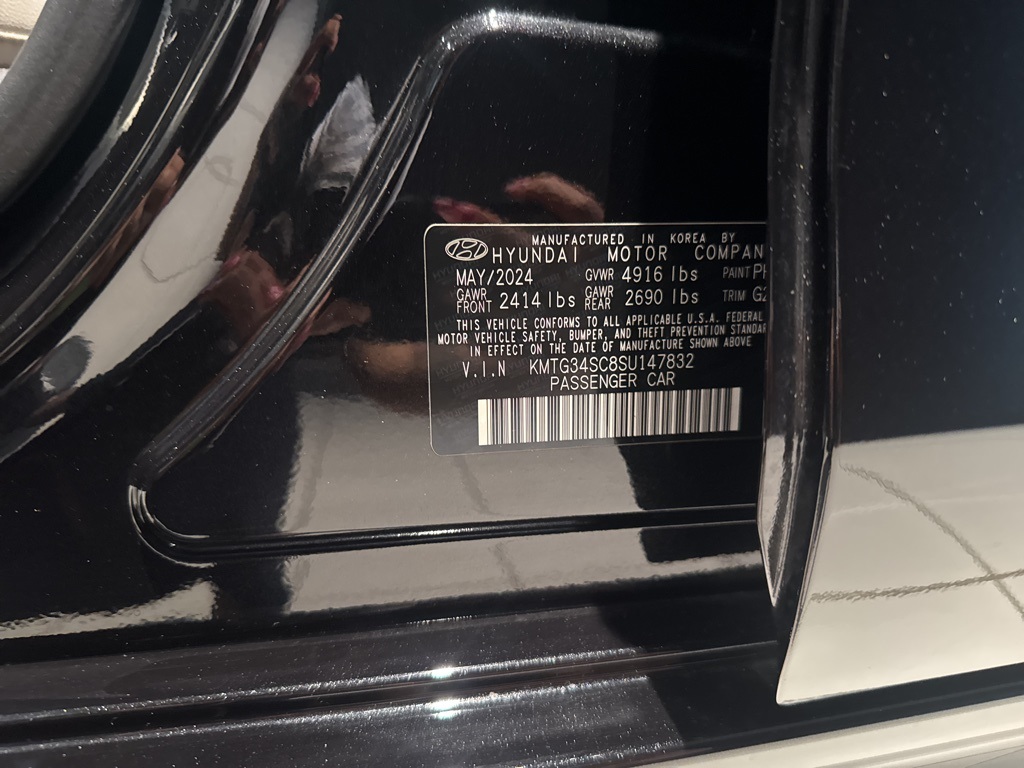 MANUFACTURED IN KOREA BY
HYUNDAI MOTOR COMPAN
MAY/2024 GVWR 4916 lbs PAINT
GAWR FRONT 2414 lbs GAWR REAR 2690 lbs TRIM G2
THIS VEHICLE CONFORMS TO ALL APPLICABLE U.S.A. FEDERAL
MOTOR VEHICLE SAFETY, BUMPER, AND THEFT PREVENTION STANDAR
IN EFFECT ON THE DATE OF MANUFACTURE SHOWN ABOVE
V.I.N KMTG34SC8SU147832
PASSENGER CAR